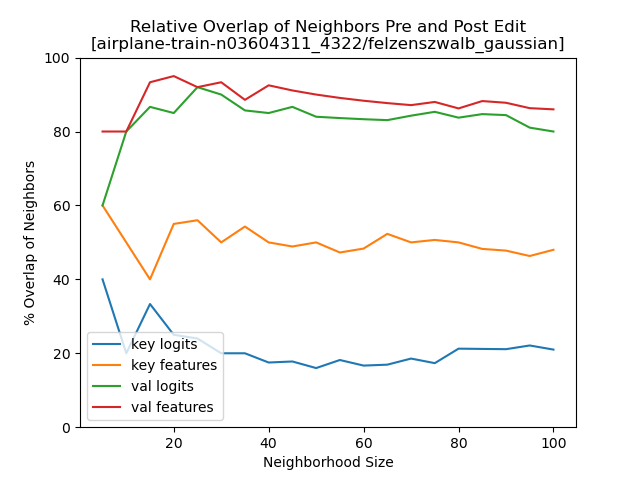 Relative Overlap of Neighbors Pre and Post Edit
[airplane-train-n03604311_4322/felzenszwalb_gaussian]
100
80
60
40
20
0
% Overlap of Neighbors
key logits
key features
val logits
val features
20 40 60 80 100
Neighborhood Size